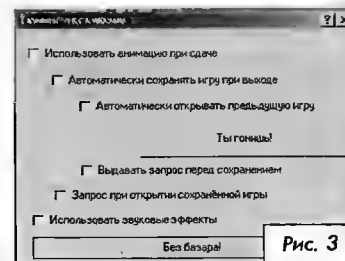 ? x
Использовать анимацию при сдаче
Автоматически сохранять игру при выходе
Автоматически открывать предыдущую игру
Ты гонишь!
Выдавать запрос перед сохранением
Запрос при открытии сохранённой игры
Использовать звуковые эффекты
Без базара!
Рис. 3